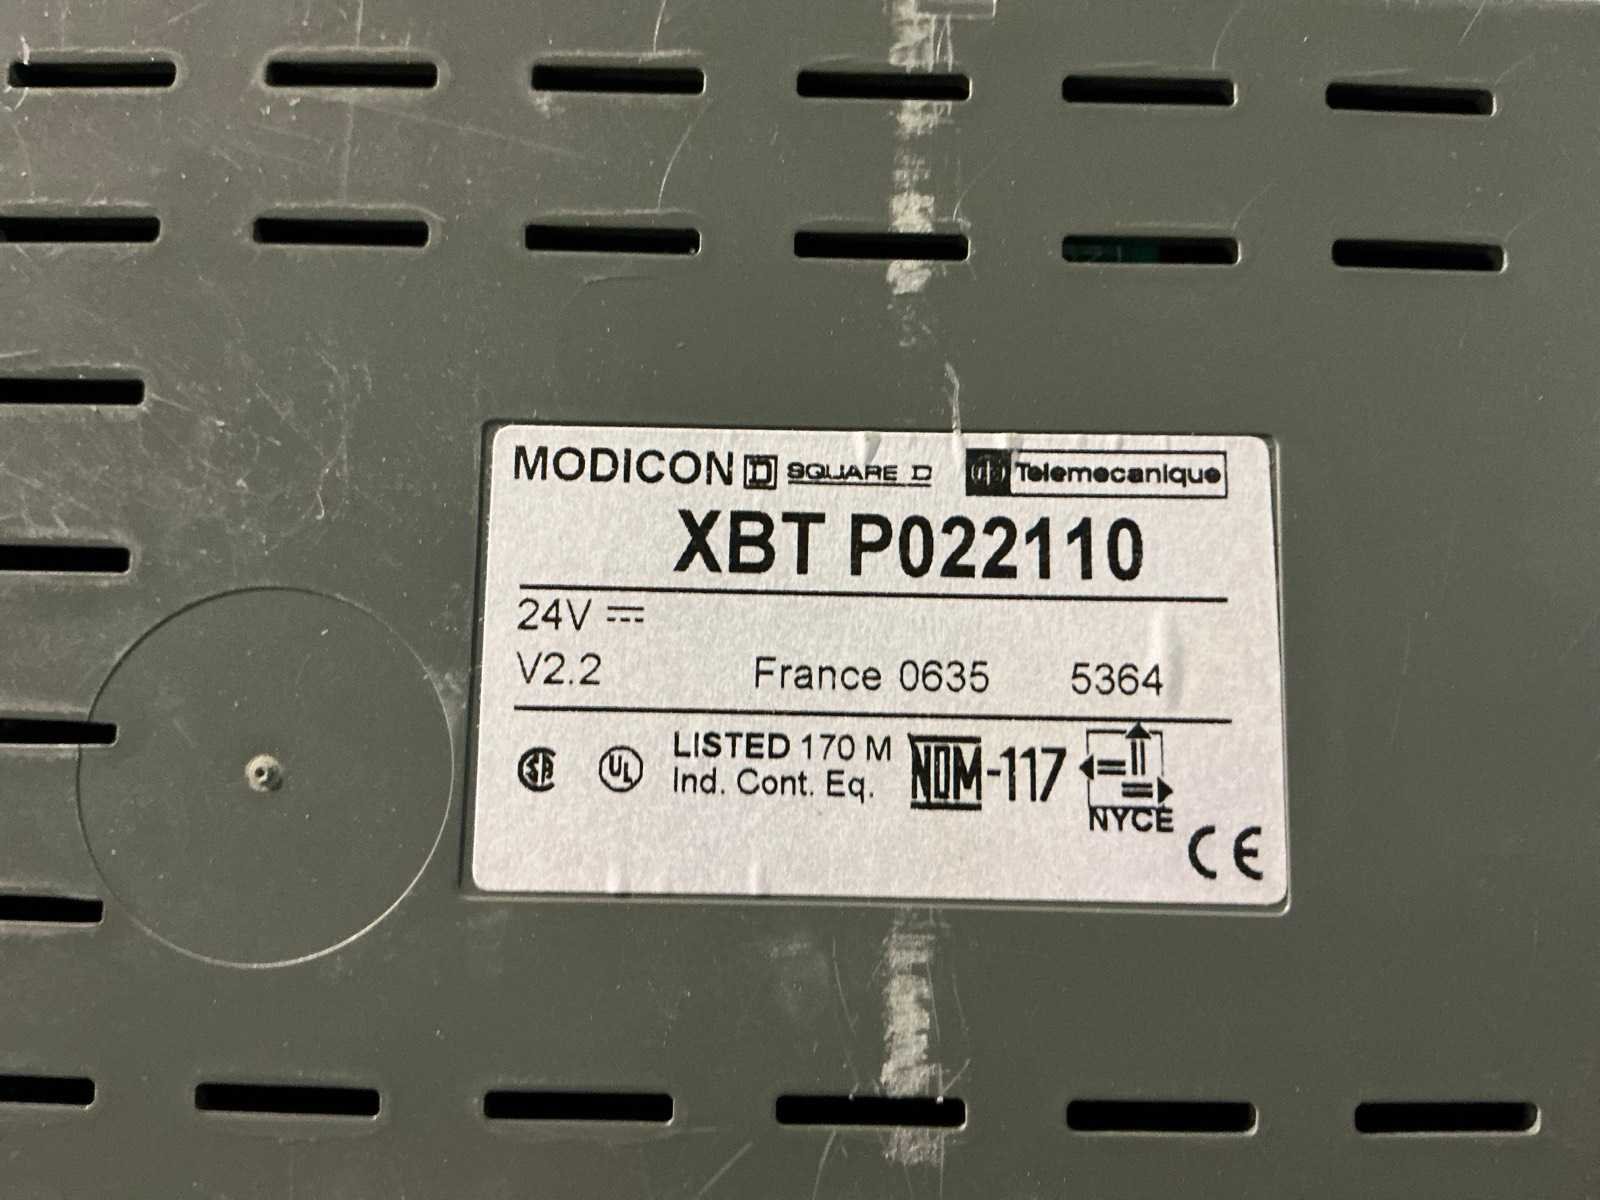 MODICON D SQUARE D Telemecanique
XBT P022110
24V
V2.2 France 0635 5364
LISTED 170 M
Ind. Cont. Eq.
UL
NOM-117
NYCE
CE